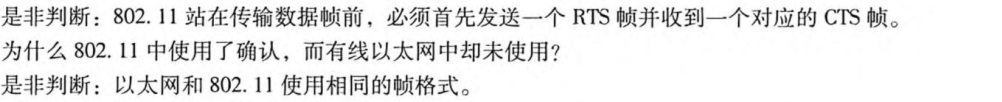 是非判断：802.11 站在传输数据帧前，必须首先发送一个 RTS 帧并收到一个对应的 CTS 帧。
为什么 802.11 中使用了确认，而有线以太网中却未使用？
是非判断：以太网和 802.11 使用相同的帧格式。